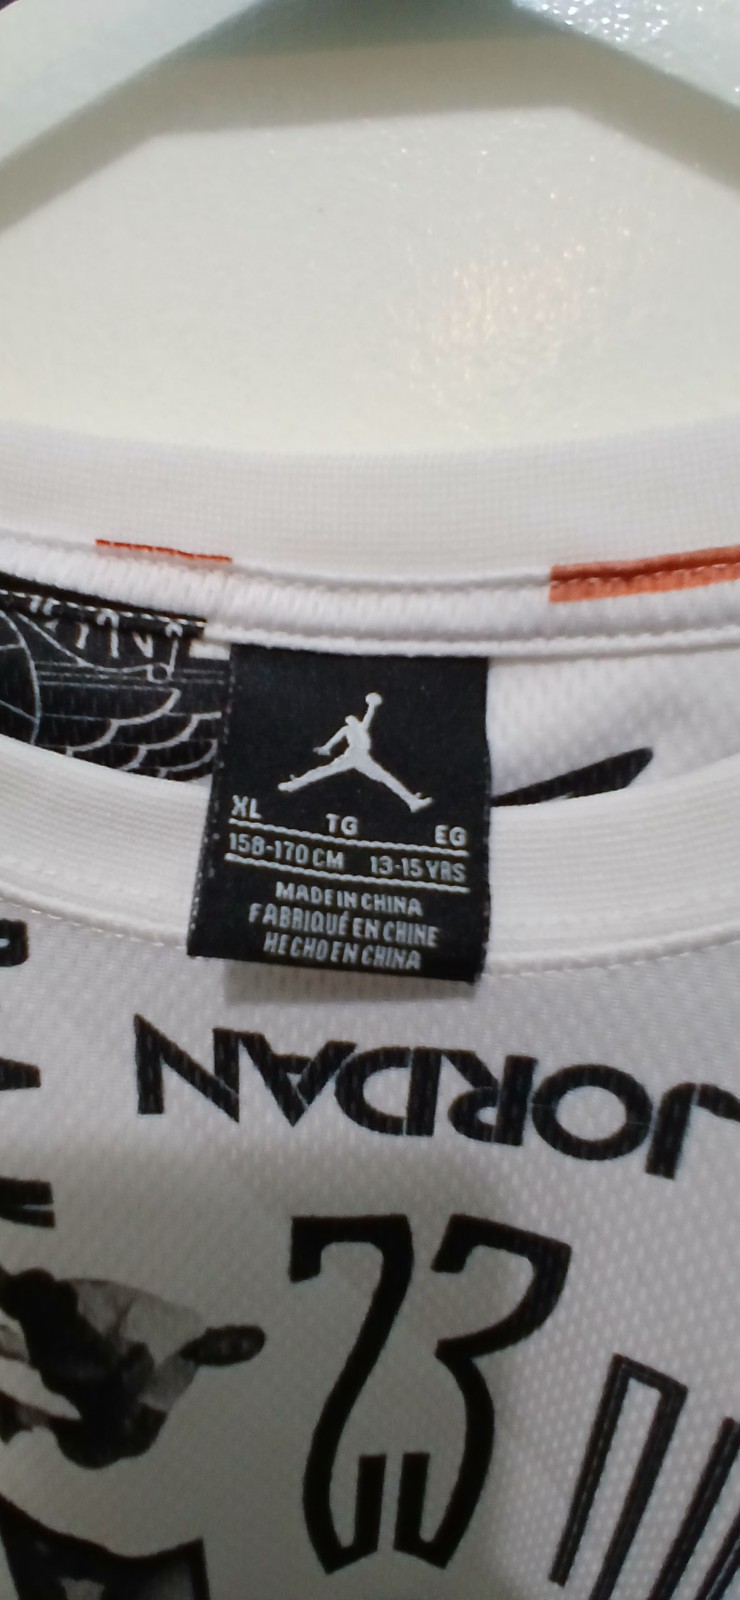 XL TG EG
158-170 CM 13-15 YRS
MADE IN CHINA
FABRIQUÉ EN CHINE
HECHO EN CHINA
JORDAN
23